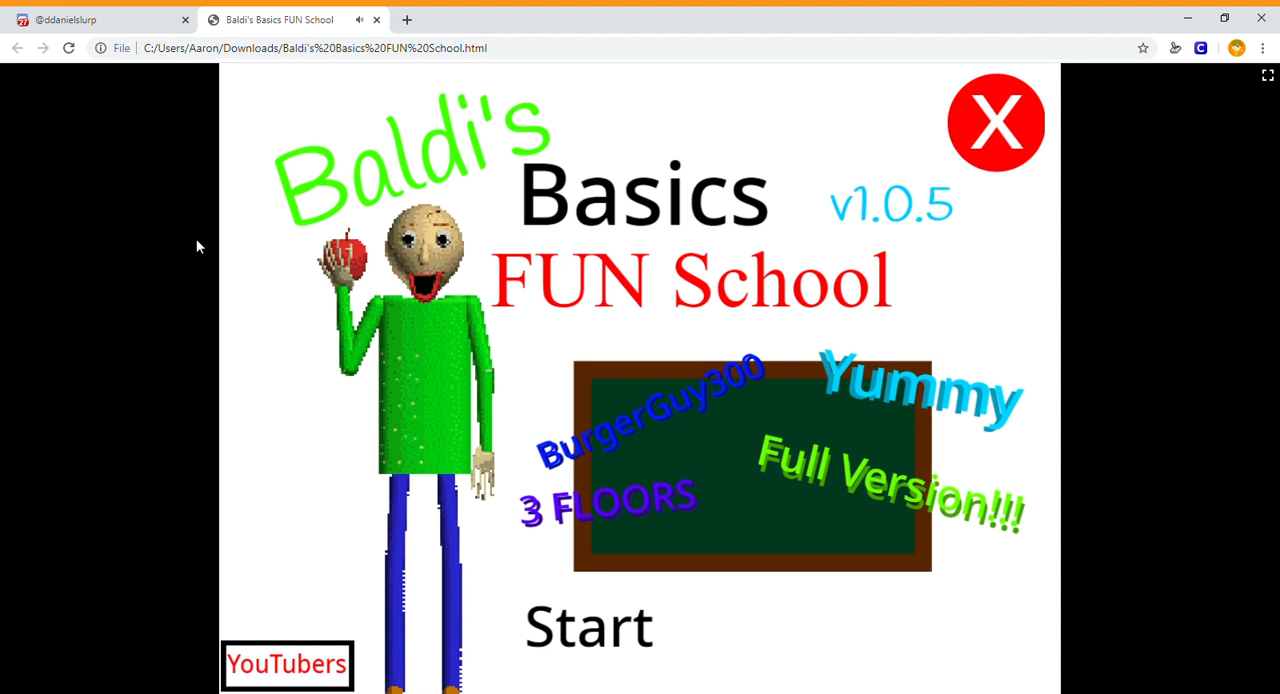 @ddanielslurp
Baldi's Basics FUN School
File
C:/Users/Aaron/Downloads/Baldi's%20Basics%20FUN%20School.html
Baldi's
Basics
v1.0.5
FUN School
X
BurgerGuy300
Yummy
Full Version!!!
3 FLOORS
Start
YouTubers
27
C